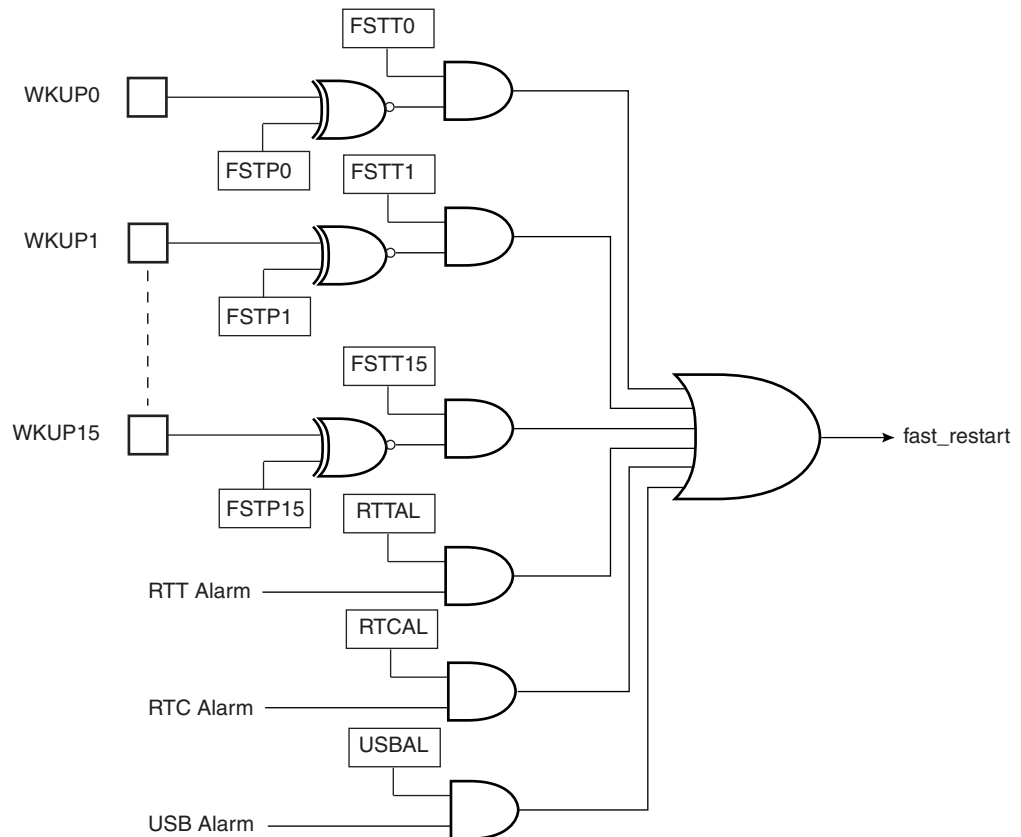 FSTT0
WKUP0
FSTP0
FSTT1
WKUP1
FSTP1
FSTT15
WKUP15
fast_restart
FSTP15
RTTAL
RTT Alarm
RTCAL
RTC Alarm
USBAL
USB Alarm